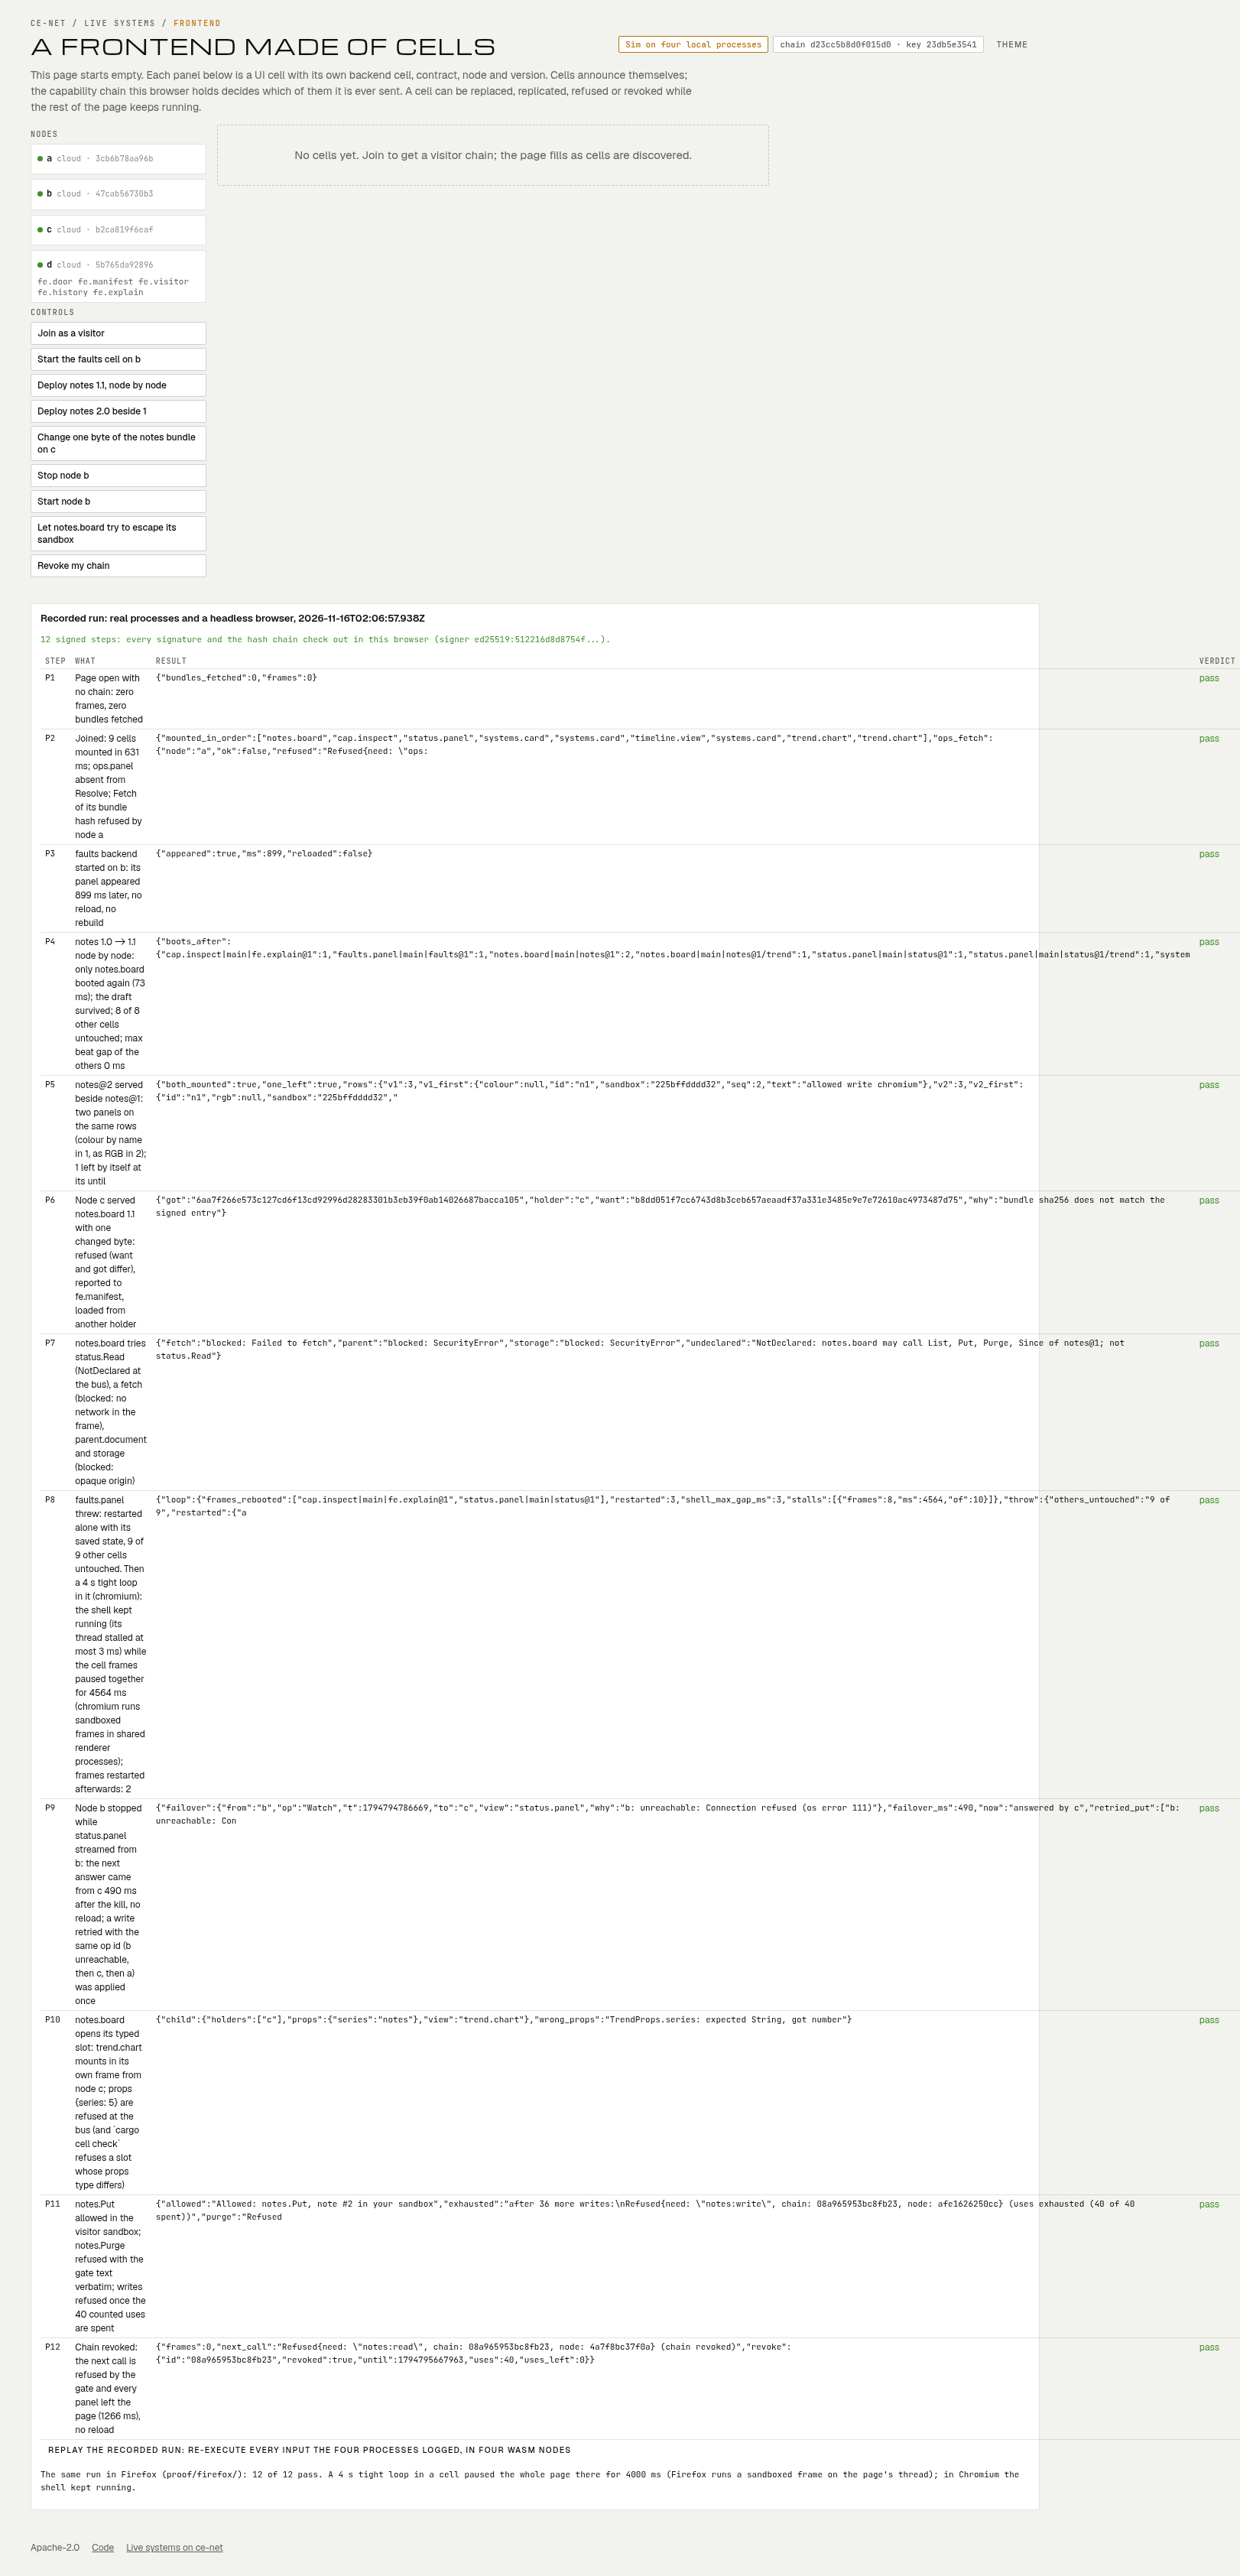 CE-NET / LIVE SYSTEMS / FRONTEND
A FRONTEND MADE OF CELLS
Sim on four local processes
chain d23cc5b8d0f015d0 · key 23db5e3541
THEME
This page starts empty. Each panel below is a UI cell with its own backend cell, contract, node and version. Cells announce themselves;
the capability chain this browser holds decides which of them it is ever sent. A cell can be replaced, replicated, refused or revoked while
the rest of the page keeps running.
NODES
a cloud · 3cb6b78aa96b
b cloud · 47cab56730b3
c cloud · b2ca819f6eaf
d cloud · 5b765da92896
fe.door fe.manifest fe.visitor
fe.history fe.explain
No cells yet. Join to get a visitor chain; the page fills as cells are discovered.
CONTROLS
Join as a visitor
Start the faults cell on b
Deploy notes 1.1, node by node
Deploy notes 2.0 beside 1
Change one byte of the notes bundle
on c
Stop node b
Start node b
Let notes.board try to escape its
sandbox
Revoke my chain
Recorded run: real processes and a headless browser, 2026-11-16T02:06:57.938Z
12 signed steps: every signature and the hash chain check out in this browser (signer ed25519:512216d8d8754f...).
STEP WHAT RESULT VERDICT
P1
Page open with
no chain: zero
frames, zero
bundles fetched
{"bundles_fetched":0,"frames":0}
pass
P2
Joined: 9 cells
mounted in 631
ms; ops.panel
absent from
Resolve; Fetch
of its bundle
hash refused by
node a
{"mounted_in_order":["notes.board","cap.inspect","status.panel","systems.card","systems.card","timeline.view","systems.card","trend.chart","trend.chart"],"ops_fetch":
{"node":"a","ok":false,"refused":"Refused{need: \"ops:
pass
P3
faults backend
started on b: its
panel appeared
899 ms later, no
reload, no
rebuild
{"appeared":true,"ms":899,"reloaded":false}
pass
P4
notes 1.0 -> 1.1
node by node:
only notes.board
booted again (73
ms); the draft
survived; 8 of 8
other cells
untouched; max
beat gap of the
others 0 ms
{"boots_after":
{"cap.inspect|main|fe.explain@1":1,"faults.panel|main|faults@1":1,"notes.board|main|notes@1":2,"notes.board|main|notes@1/trend":1,"status.panel|main|status@1":1,"status.panel|main|status@1/trend":1,"system
pass
P5
notes@2 served
beside notes@1:
two panels on
the same rows
(colour by name
in 1, as RGB in 2);
1 left by itself at
its until
{"both_mounted":true,"one_left":true,"rows":{"v1":3,"v1_first":{"colour":null,"id":"n1","sandbox":"225bffdddd32","seq":2,"text":"allowed write chromium"},"v2":3,"v2_first":
{"id":"n1","rgb":null,"sandbox":"225bffdddd32","
pass
P6
Node c served
notes.board 1.1
with one
changed byte:
refused (want
and got differ),
reported to
fe.manifest,
loaded from
another holder
{"got":"6aa7f266e573c127cd6f13cd92996d28283301b3eb39f0ab14026687bacca105","holder":"c","want":"b8dd051f7cc6743d8b3ceb657aeaadf37a331e3485e9e7e72610ac4973487d75","why":"bundle sha256 does not match the
signed entry"}
pass
P7
notes.board tries
status.Read
(NotDeclared at
the bus), a fetch
(blocked: no
network in the
frame),
parent.document
and storage
(blocked:
opaque origin)
{"fetch":"blocked: Failed to fetch","parent":"blocked: SecurityError","storage":"blocked: SecurityError","undeclared":"NotDeclared: notes.board may call List, Put, Purge, Since of notes@1; not
status.Read"}
pass
P8
faults.panel
threw: restarted
alone with its
saved state, 9 of
9 other cells
untouched. Then
a 4 s tight loop
in it (chromium):
the shell kept
running (its
thread stalled at
most 3 ms) while
the cell frames
paused together
for 4564 ms
(chromium runs
sandboxed
frames in shared
renderer
processes);
frames restarted
afterwards: 2
{"loop":{"frames_rebooted":["cap.inspect|main|fe.explain@1","status.panel|main|status@1"],"restarted":3,"shell_max_gap_ms":3,"stalls":[{"frames":8,"ms":4564,"of":10}]},"throw":{"others_untouched":"9 of
9","restarted":{"a
pass
P9
Node b stopped
while
status.panel
streamed from
b: the next
answer came
from c 490 ms
after the kill, no
reload; a write
retried with the
same op id (b
unreachable,
then c, then a)
was applied
once
{"failover":{"from":"b","op":"Watch","t":1794794786669,"to":"c","view":"status.panel","why":"b: unreachable: Connection refused (os error 111)"},"failover_ms":490,"now":"answered by c","retried_put":["b:
unreachable: Con
pass
P10
notes.board
opens its typed
slot: trend.chart
mounts in its
own frame from
node c; props
{series: 5} are
refused at the
bus (and `cargo
cell check`
refuses a slot
whose props
type differs)
{"child":{"holders":["c"],"props":{"series":"notes"},"view":"trend.chart"},"wrong_props":"TrendProps.series: expected String, got number"}
pass
P11
notes.Put
allowed in the
visitor sandbox;
notes.Purge
refused with the
gate text
verbatim; writes
refused once the
40 counted uses
are spent
{"allowed":"Allowed: notes.Put, note #2 in your sandbox","exhausted":"after 36 more writes:\nRefused{need: \"notes:write\", chain: 08a965953bc8fb23, node: afe1626250cc} (uses exhausted (40 of 40
spent))","purge":"Refused
pass
P12
Chain revoked:
the next call is
refused by the
gate and every
panel left the
page (1266 ms),
no reload
{"frames":0,"next_call":"Refused{need: \"notes:read\", chain: 08a965953bc8fb23, node: 4a7f8bc37f0a} (chain revoked)","revoke":
{"id":"08a965953bc8fb23","revoked":true,"until":1794795667963,"uses":40,"uses_left":0}}
pass
REPLAY THE RECORDED RUN: RE-EXECUTE EVERY INPUT THE FOUR PROCESSES LOGGED, IN FOUR WASM NODES
The same run in Firefox (proof/firefox/): 12 of 12 pass. A 4 s tight loop in a cell paused the whole page there for 4000 ms (Firefox runs a sandboxed frame on the page's thread); in Chromium the
shell kept running.
Apache-2.0 Code Live systems on ce-net